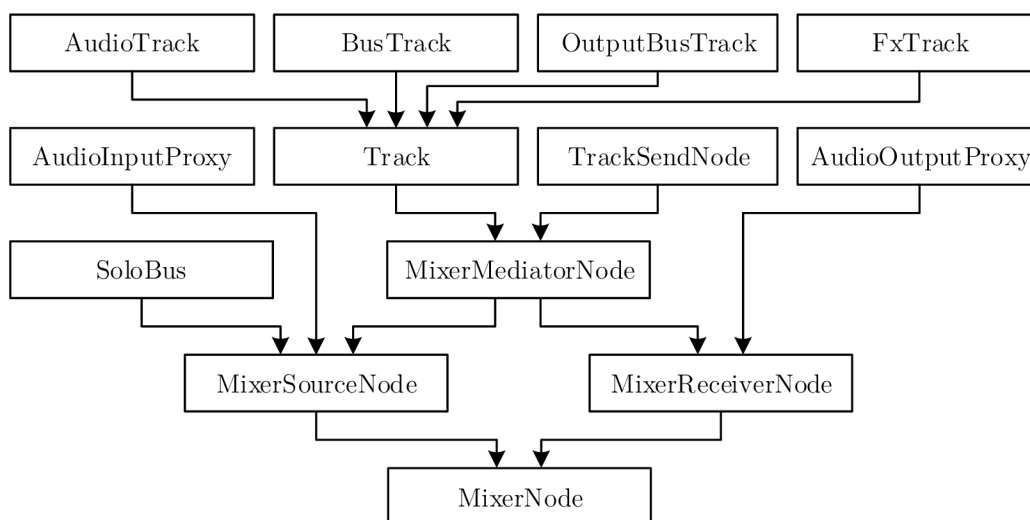 AudioTrack
BusTrack
OutputBusTrack
FxTrack
AudioInputProxy
Track
TrackSendNode
AudioOutputProxy
SoloBus
MixerMediatorNode
MixerSourceNode
MixerReceiverNode
MixerNode